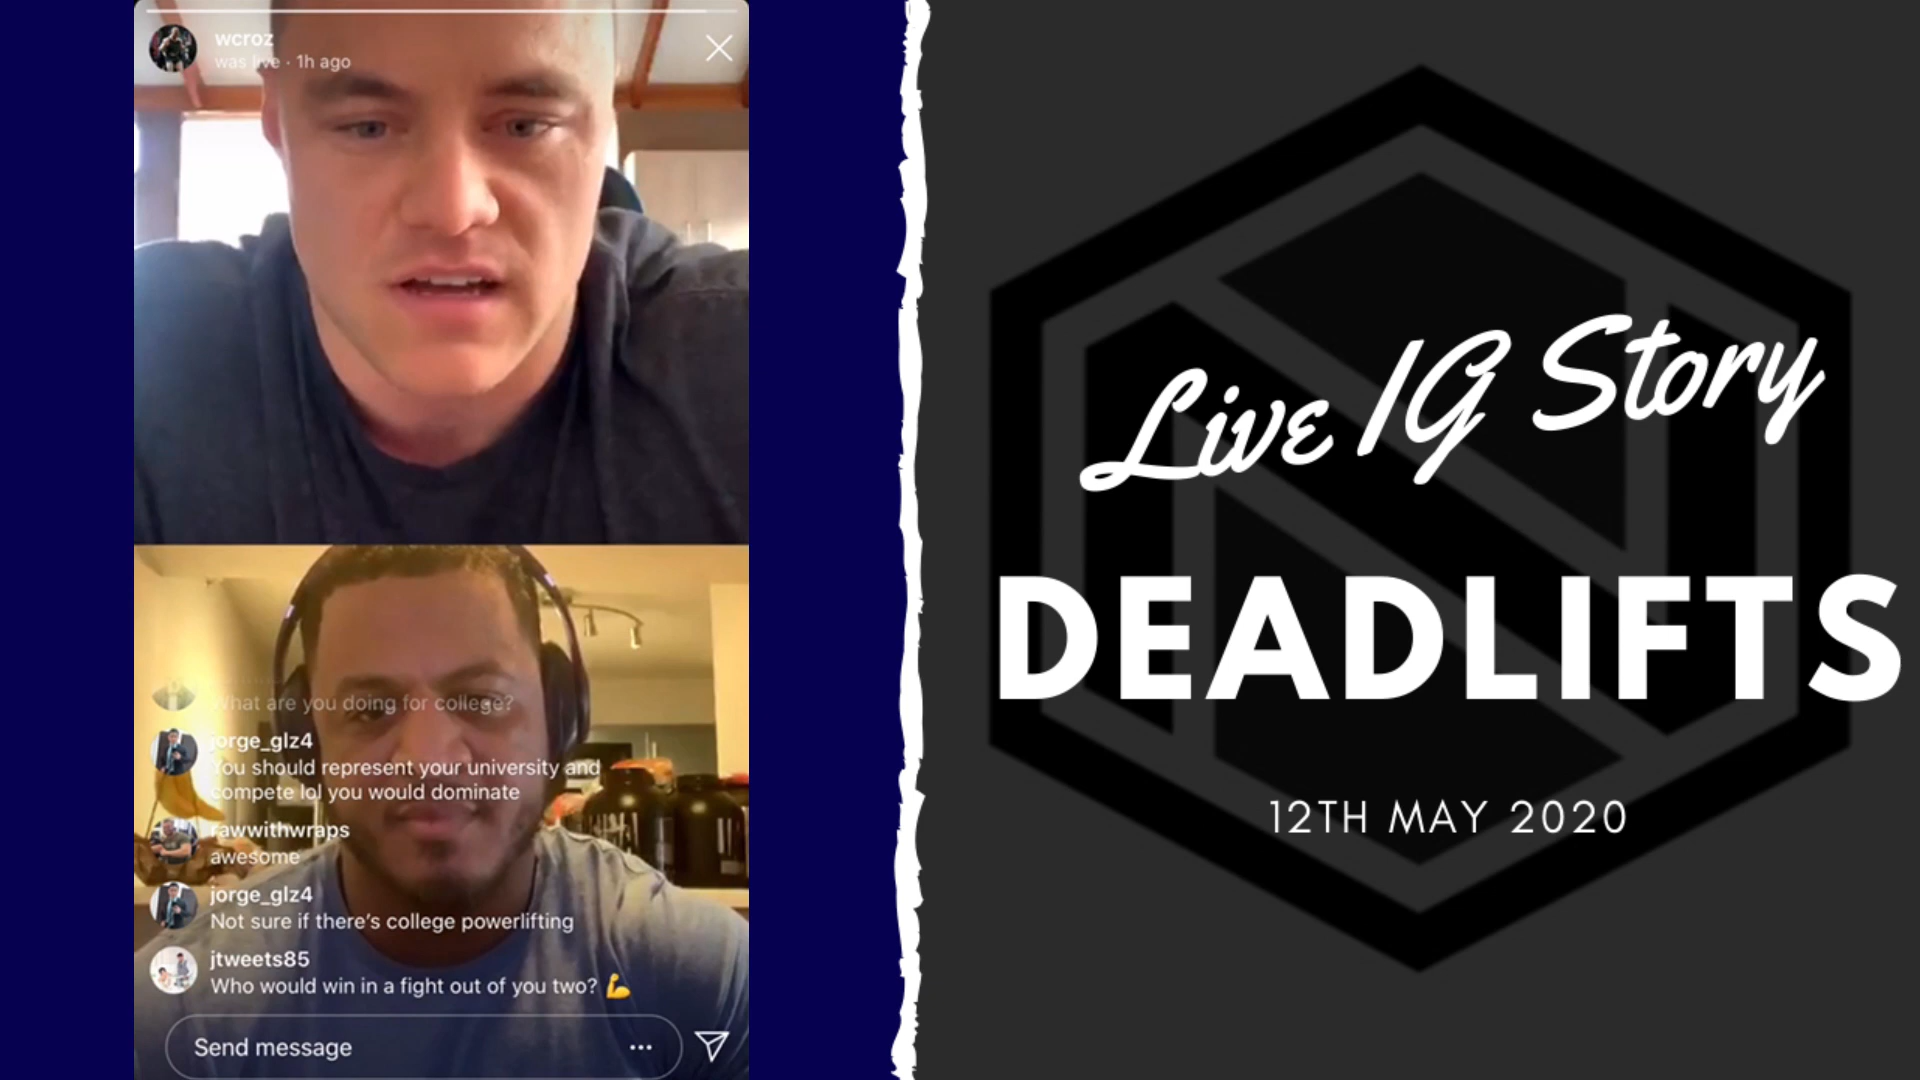 wcroz
was live · 1h ago
What are you doing for college?
jorge_glz4
You should represent your university and
compete lol you would dominate
rawwithwraps
awesome
jorge_glz4
Not sure if there's college powerlifting
jtweets85
Who would win in a fight out of you two? 💪
Send message
Live IG Story
DEADLIFTS
12TH MAY 2020